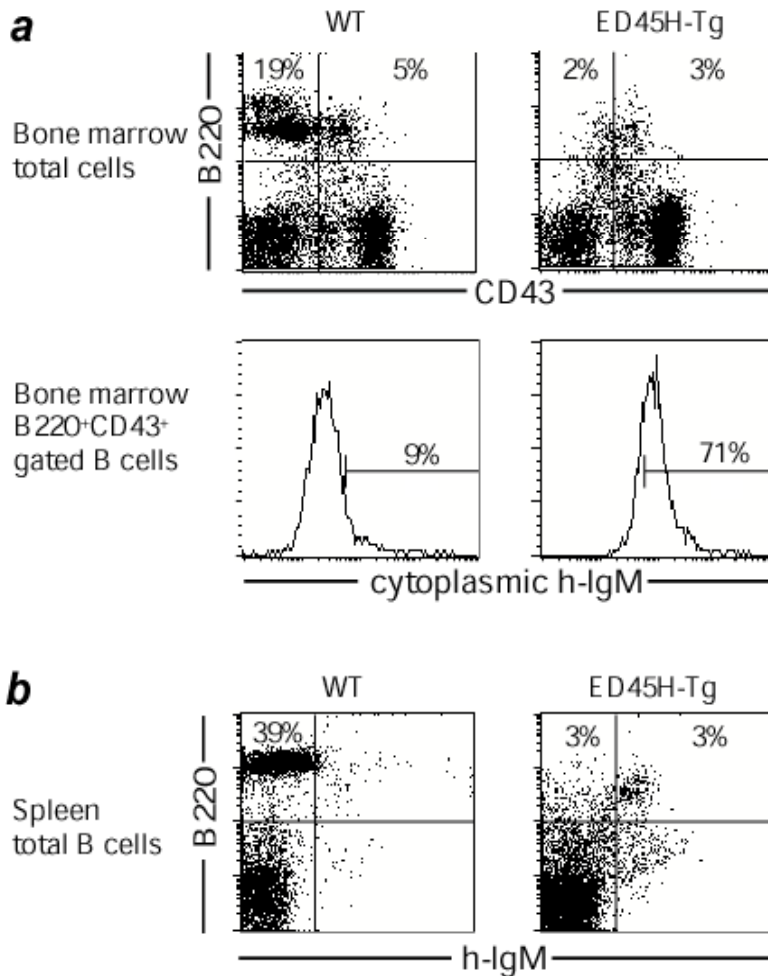 a
WT
ED45H-Tg
19%
5%
2%
3%
B220
Bone marrow
total cells
CD43
Bone marrow
B220⁺CD43⁺
gated B cells
9%
71%
cytoplasmic h-IgM
b
WT
ED45H-Tg
39%
3%
3%
B220
Spleen
total B cells
h-IgM